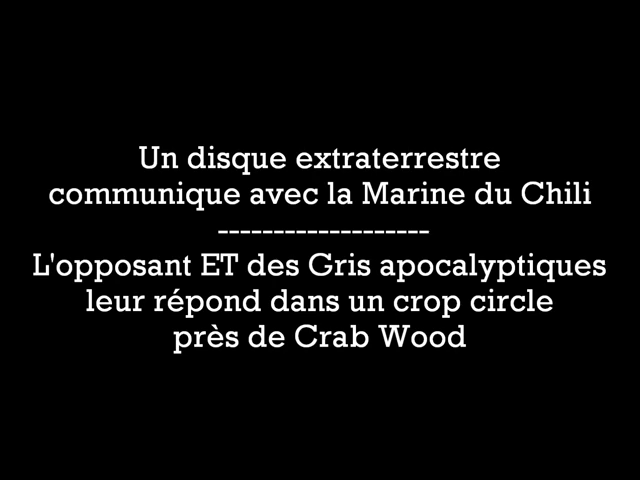 Un disque extraterrestre
communique avec la Marine du Chili
-------------------
L'opposant ET des Gris apocalyptiques
leur répond dans un crop circle
près de Crab Wood